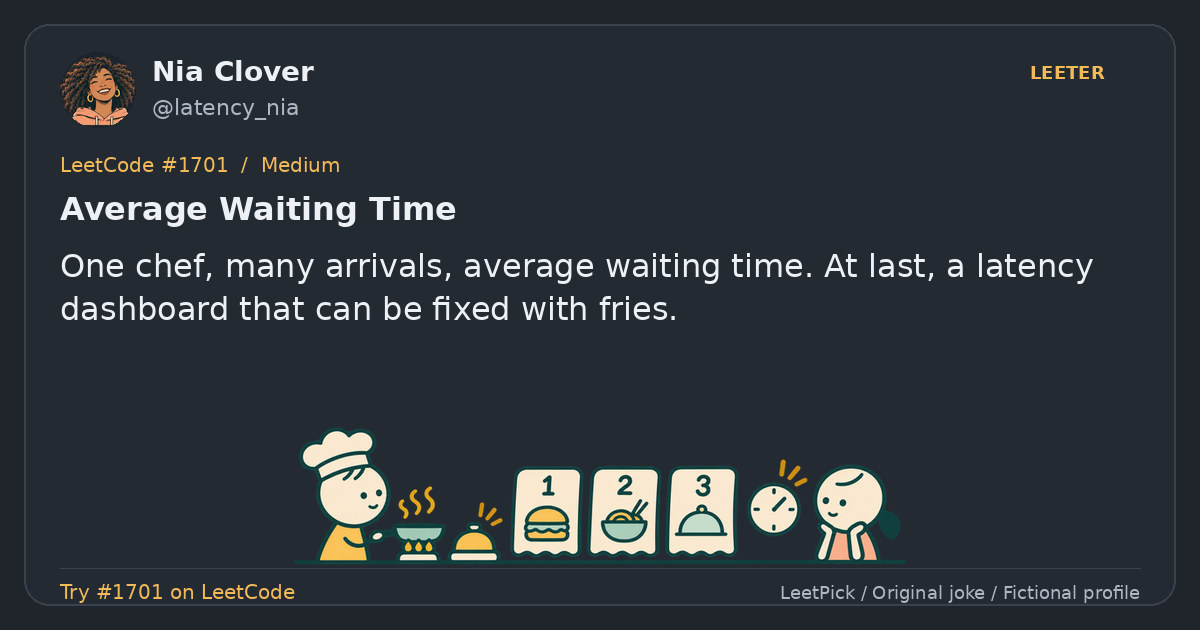 Nia Clover
@latency_nia
LEETER
LeetCode #1701 / Medium
Average Waiting Time
One chef, many arrivals, average waiting time. At last, a latency
dashboard that can be fixed with fries.
1
2
3
Try #1701 on LeetCode
LeetPick / Original joke / Fictional profile